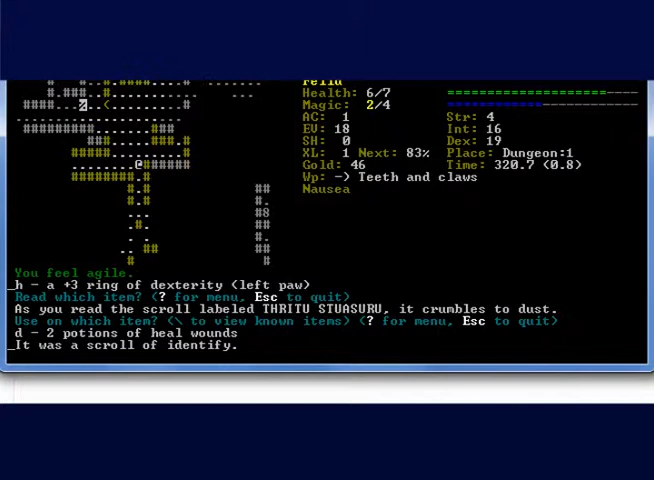 Felid
Health: 6/7
Magic: 2/4
AC: 1 Str: 4
EV: 18 Int: 16
SH: 0 Dex: 19
XL: 1 Next: 83% Place: Dungeon:1
Gold: 46 Time: 320.7 (0.8)
Wp: -) Teeth and claws
Nausea
You feel agile.
_h - a +3 ring of dexterity (left paw)
Read which item? (? for menu, Esc to quit)
As you read the scroll labeled THRITU STUASURU, it crumbles to dust.
Use on which item? (\ to view known items) (? for menu, Esc to quit)
d - 2 potions of heal wounds
_It was a scroll of identify.